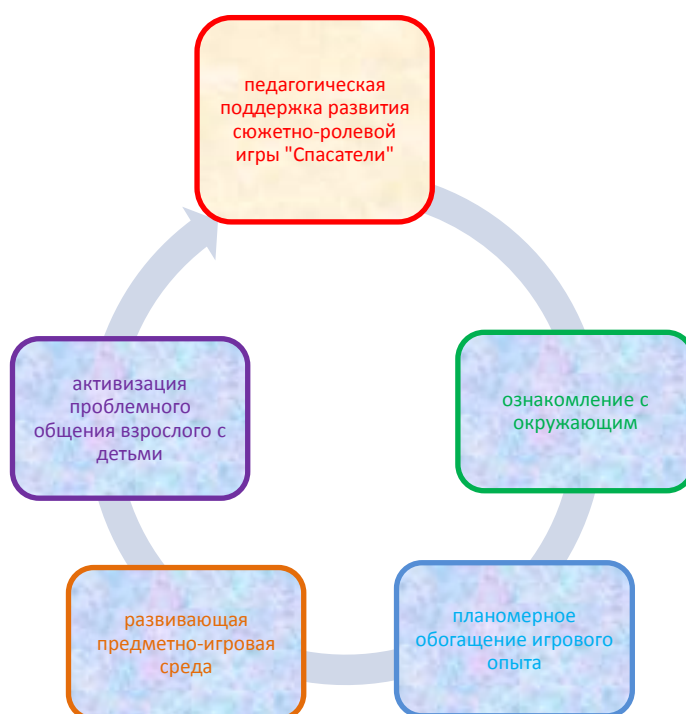 педагогическая
поддержка развития
сюжетно-ролевой
игры "Спасатели"
ознакомление с
окружающим
планомерное
обогащение игрового
опыта
развивающая
предметно-игровая
среда
активизация
проблемного
общения взрослого с
детьми